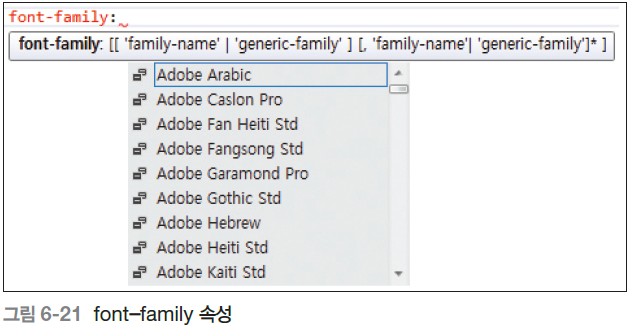 font-family:
font-family: [[ 'family-name' | 'generic-family' ] [, 'family-name'| 'generic-family']* ]
Adobe Arabic
Adobe Caslon Pro
Adobe Fan Heiti Std
Adobe Fangsong Std
Adobe Garamond Pro
Adobe Gothic Std
Adobe Hebrew
Adobe Heiti Std
Adobe Kaiti Std
그림 6-21 font-family 속성